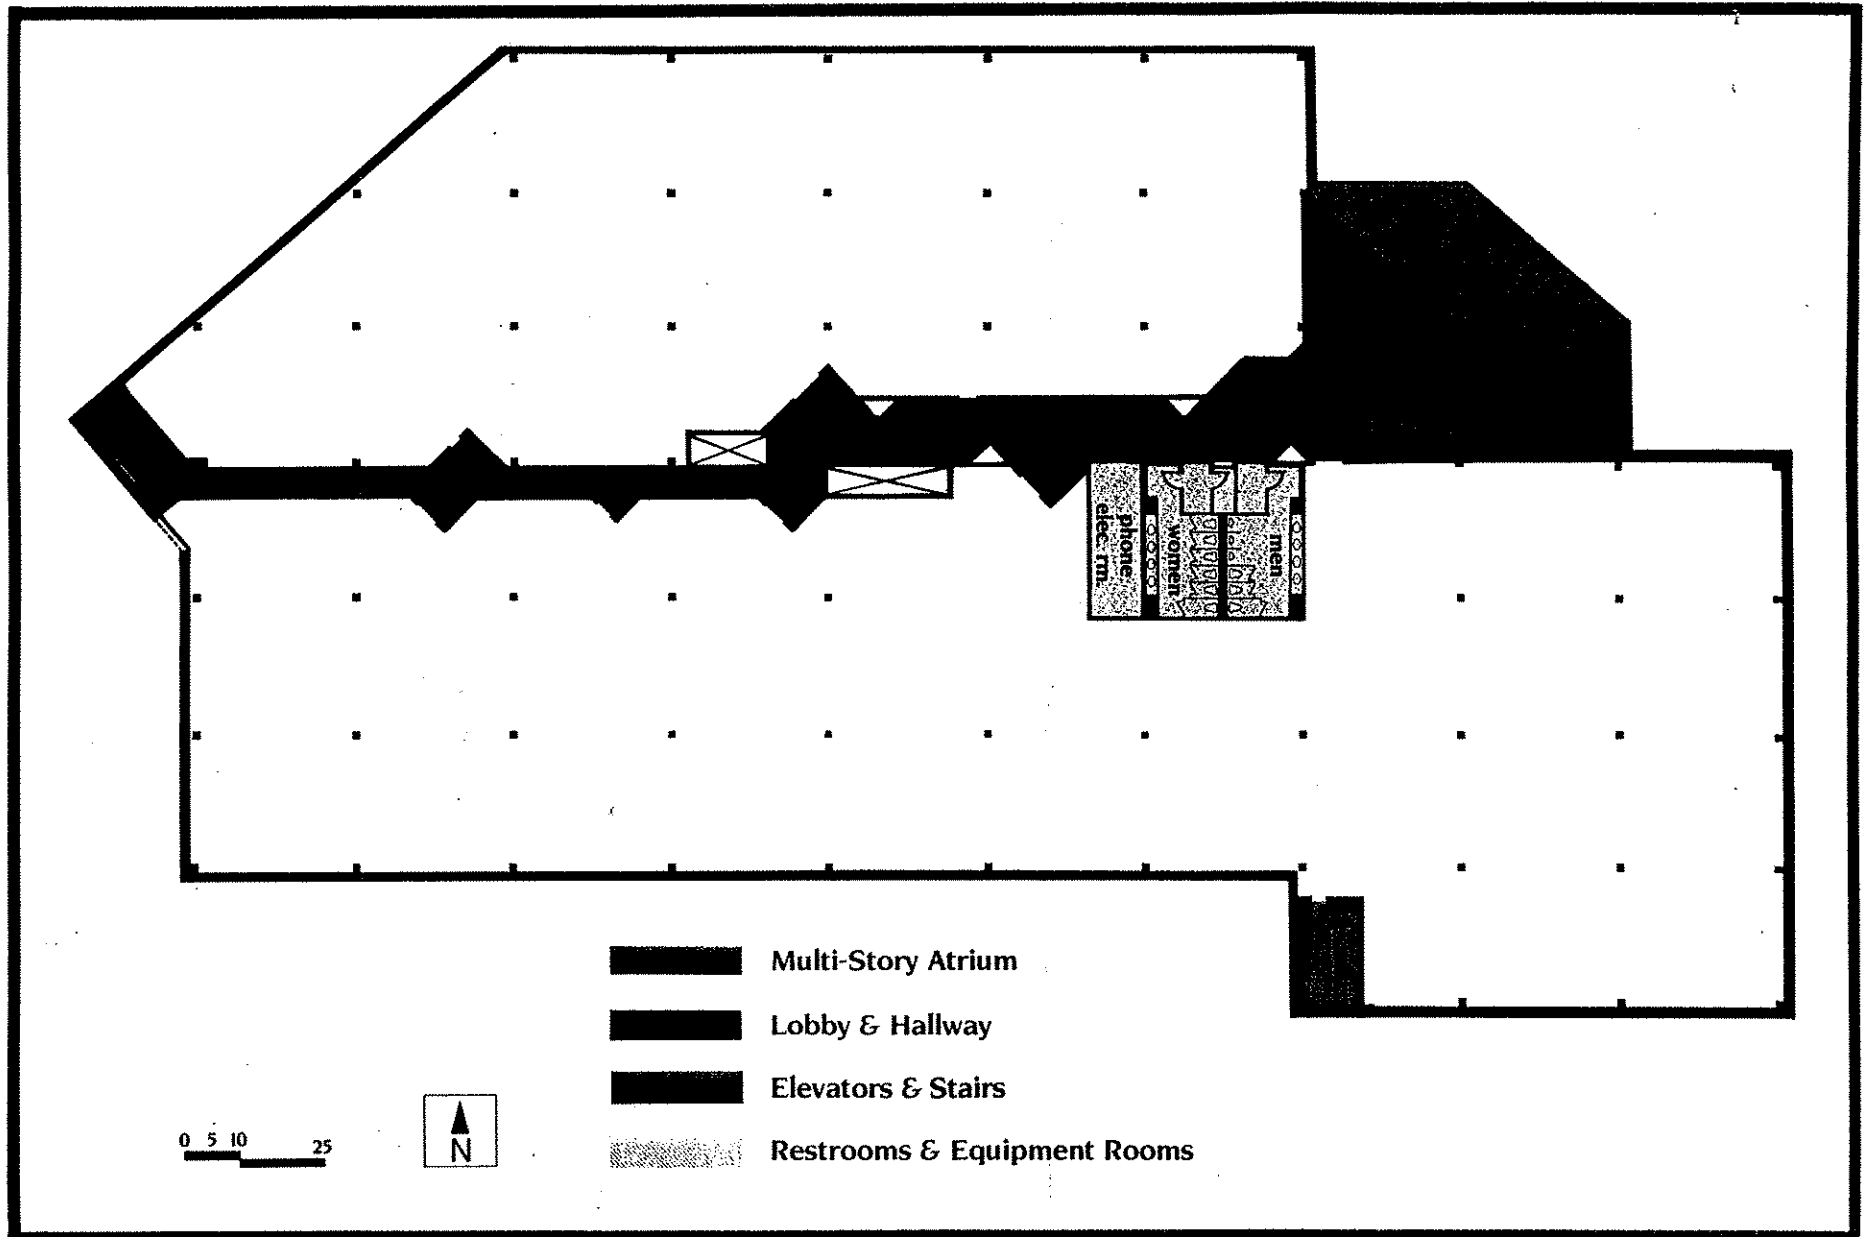 phone
elec. rm.
women
men
Multi-Story Atrium
Lobby & Hallway
Elevators & Stairs
Restrooms & Equipment Rooms
0 5 10 25
N